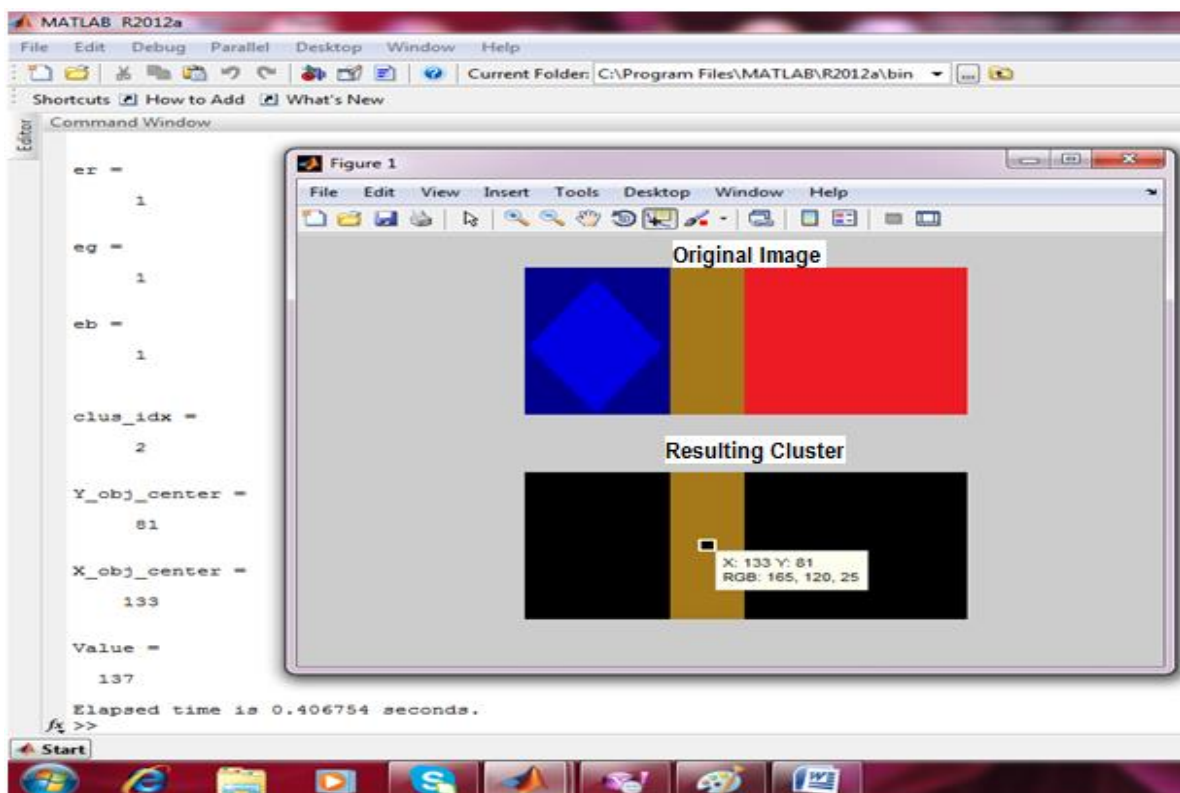 MATLAB R2012a
File Edit Debug Parallel Desktop Window Help
Current Folder: C:\Program Files\MATLAB\R2012a\bin
Shortcuts How to Add What's New
Editor
Command Window
er =
1
eg =
1
eb =
1
clus_idx =
2
Y_obj_center =
81
X_obj_center =
133
Value =
137
Elapsed time is 0.406754 seconds.
fx >>
Figure 1
File Edit View Insert Tools Desktop Window Help
Original Image
Resulting Cluster
X: 133 Y: 81
RGB: 165, 120, 25
Start